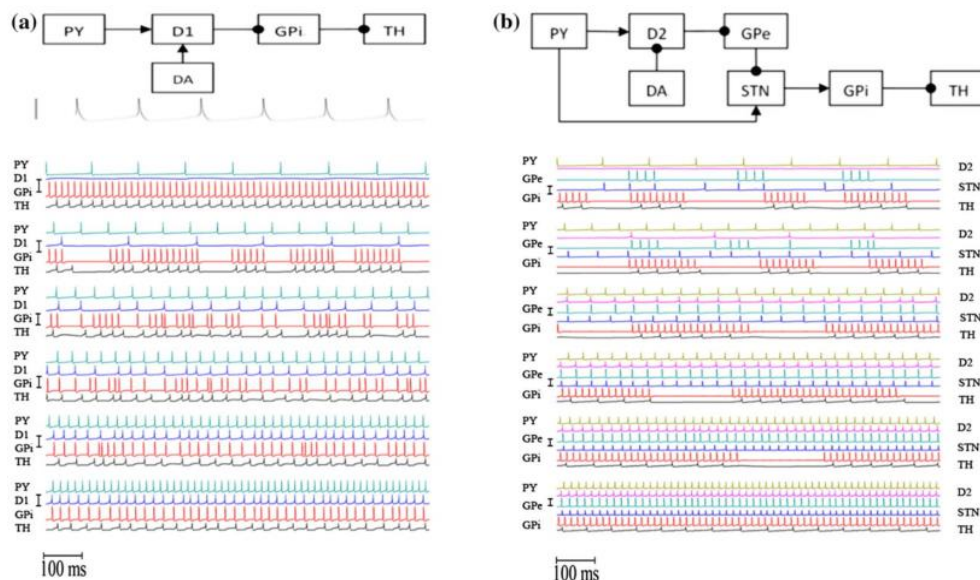 (a)
PY D1 GPi TH
DA
PY
D1
GPi
TH
PY
D1
GPi
TH
PY
D1
GPi
TH
PY
D1
GPi
TH
PY
D1
GPi
TH
PY
D1
GPi
TH
100 ms
(b)
PY D2 GPe
DA STN GPi TH
PY D2
GPe STN
GPi TH
PY D2
GPe STN
GPi TH
PY D2
GPe STN
GPi TH
PY D2
GPe STN
GPi TH
PY D2
GPe STN
GPi TH
PY D2
GPe STN
GPi TH
100 ms